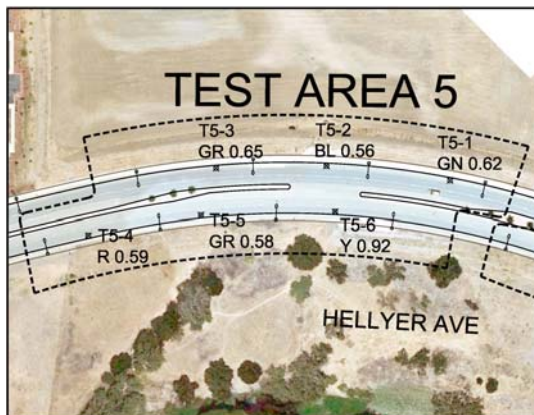 TEST AREA 5
T5-3
GR 0.65
T5-2
BL 0.56
T5-1
GN 0.62
T5-4
R 0.59
T5-5
GR 0.58
T5-6
Y 0.92
HELLYER AVE